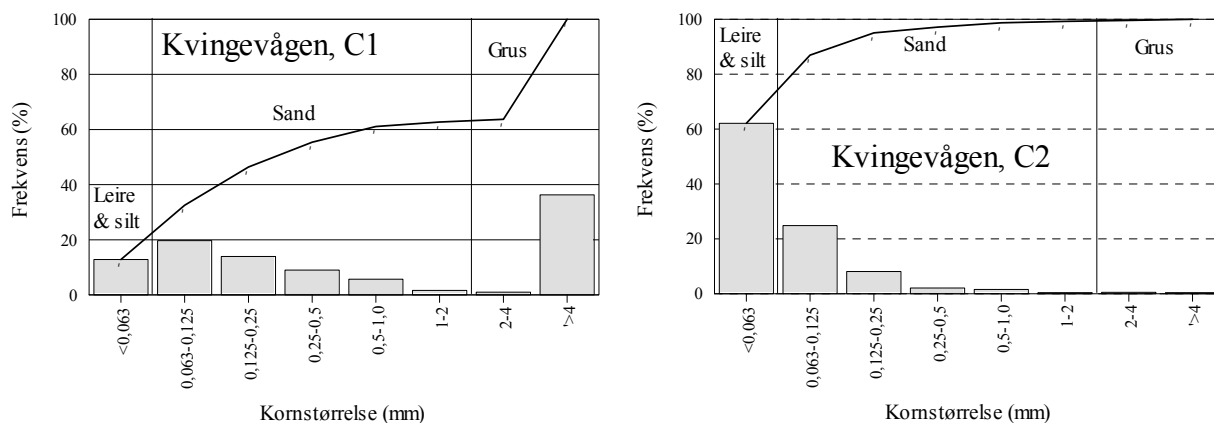 Kvingevågen, C1
Leire
& silt
Sand
Grus
Frekvens (%)
100
80
60
40
20
0
<0,063
0,063-0,125
0,125-0,25
0,25-0,5
0,5-1,0
1-2
2-4
'>4
Kornstørrelse (mm)
Kvingevågen, C2
Leire
& silt
Sand
Grus
Frekvens (%)
100
80
60
40
20
0
<0,063
0,063-0,125
0,125-0,25
0,25-0,5
0,5-1,0
1-2
2-4
'>4
Kornstørrelse (mm)